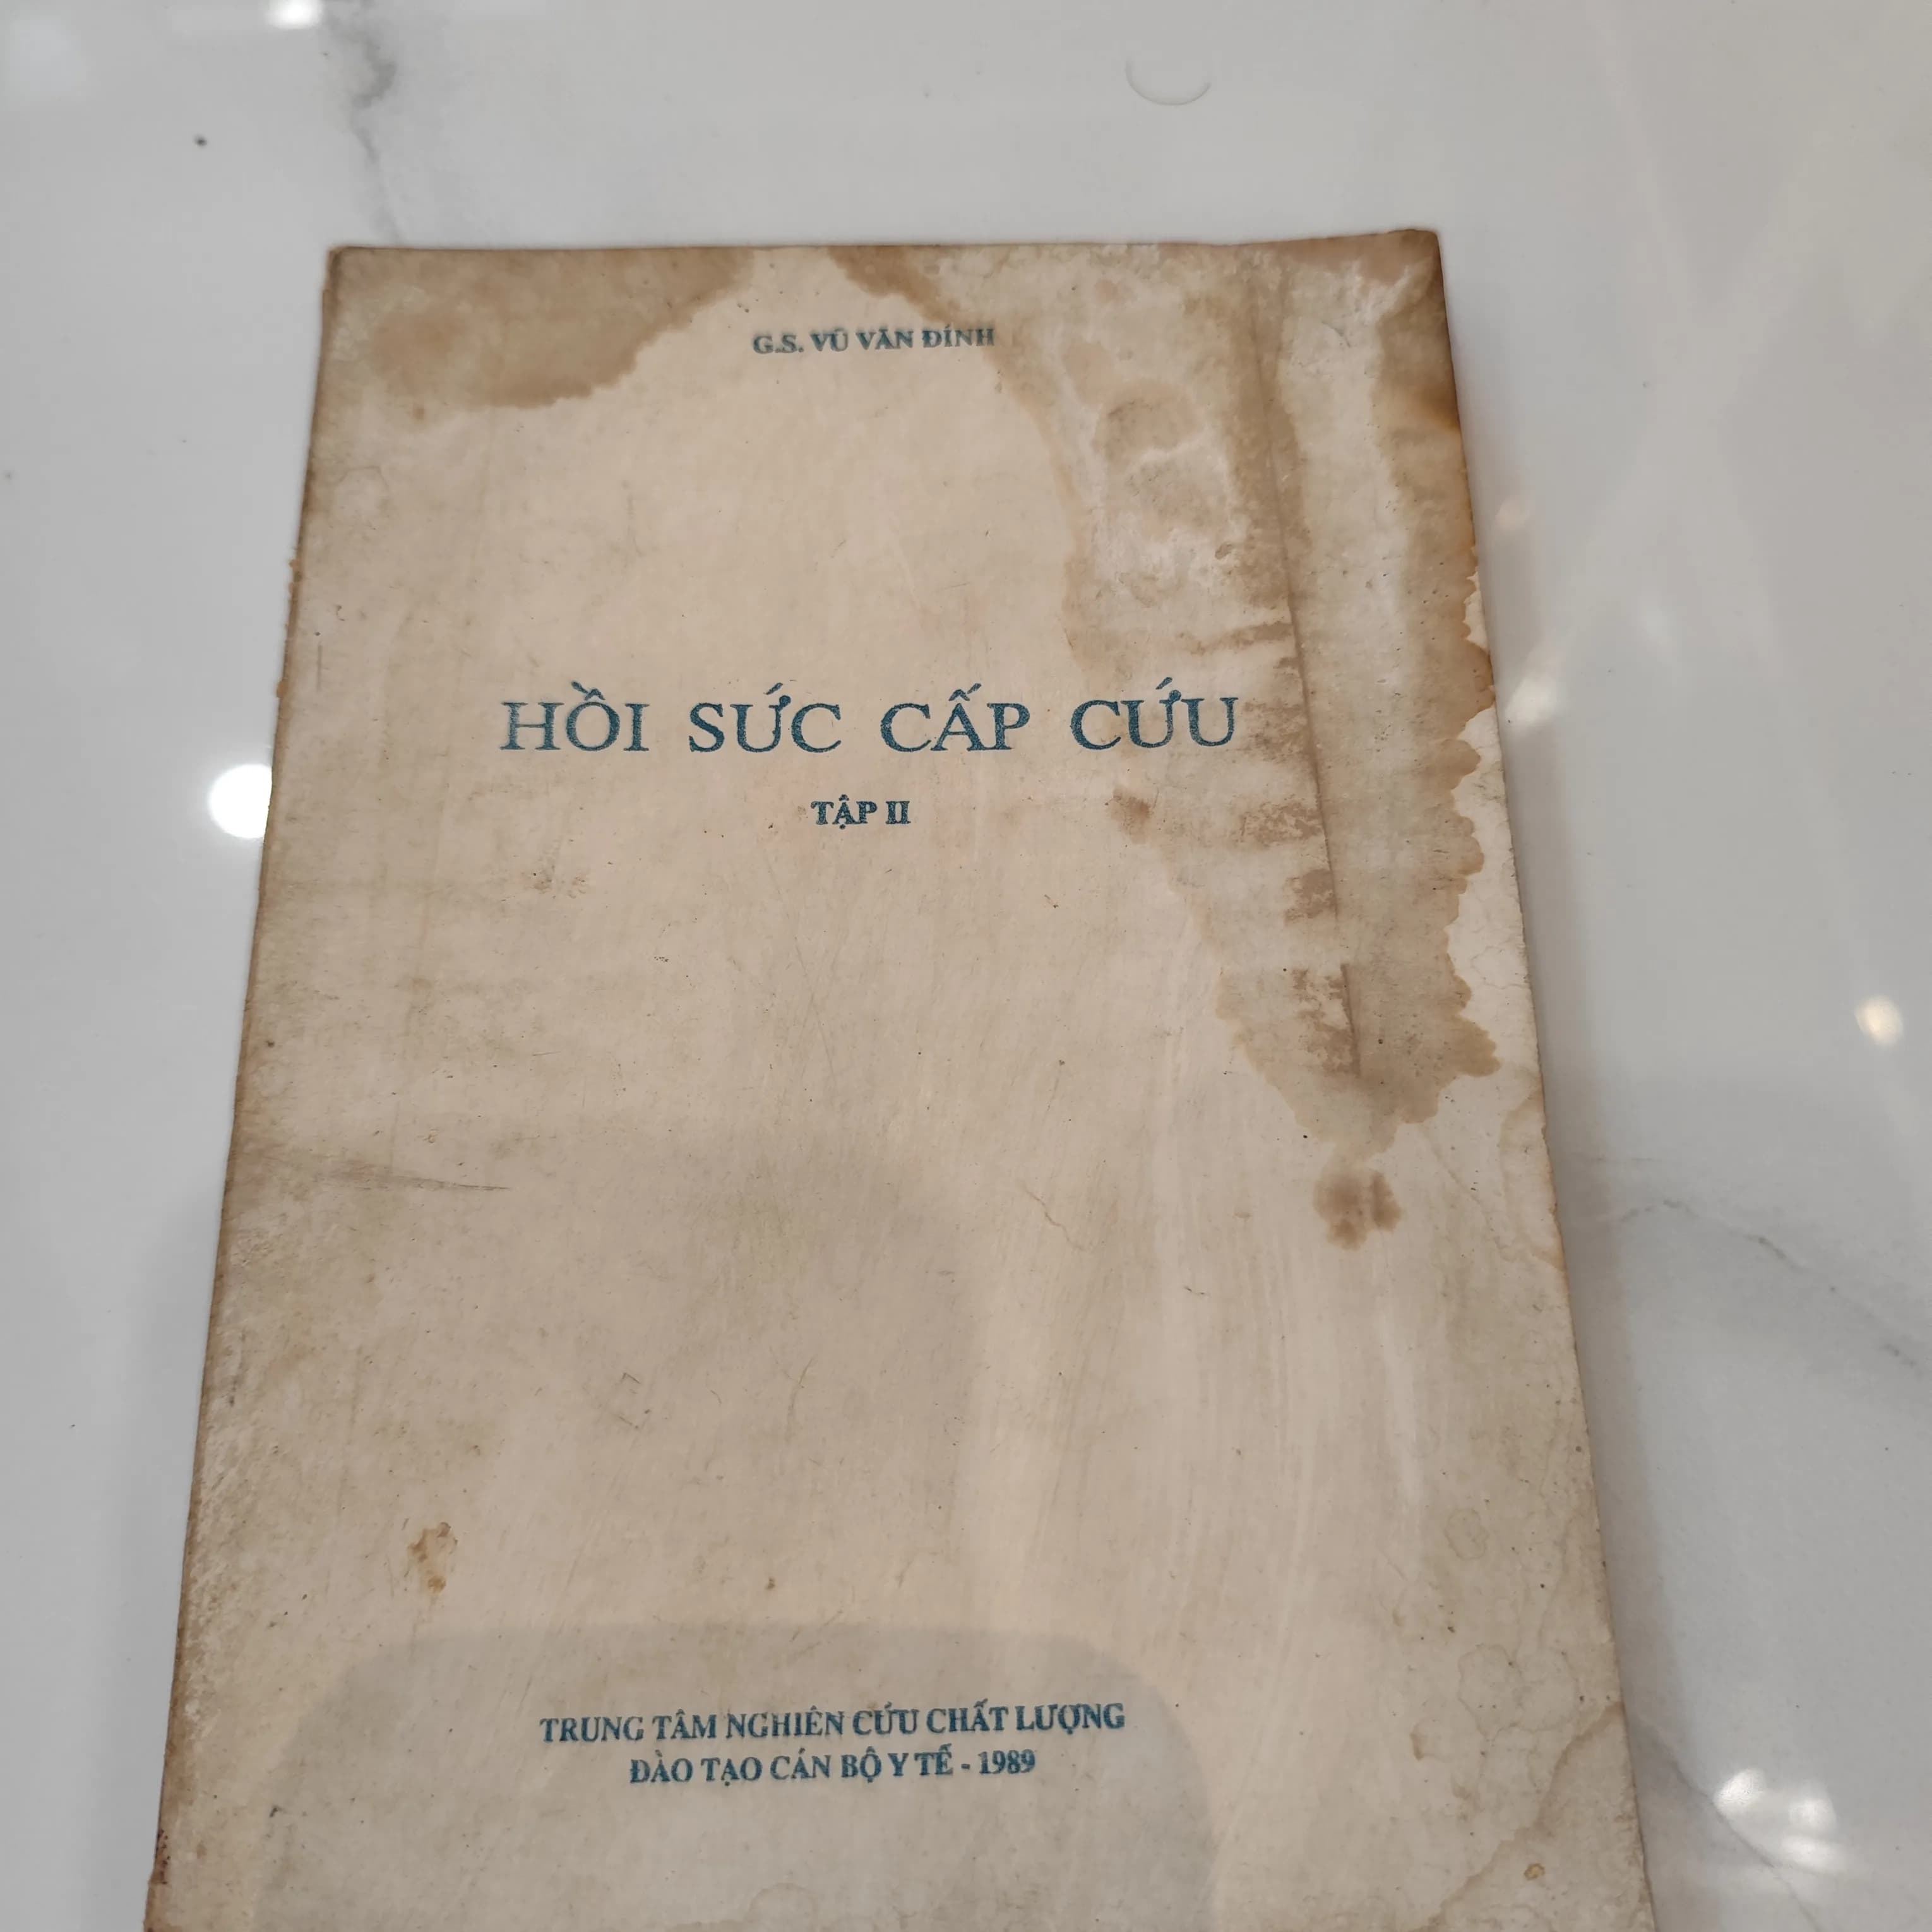 G.S. VŨ VĂN ĐÍNH
HỒI SỨC CẤP CỨU
TẬP II
TRUNG TÂM NGHIÊN CỨU CHẤT LƯỢNG
ĐÀO TẠO CÁN BỘ Y TẾ - 1989